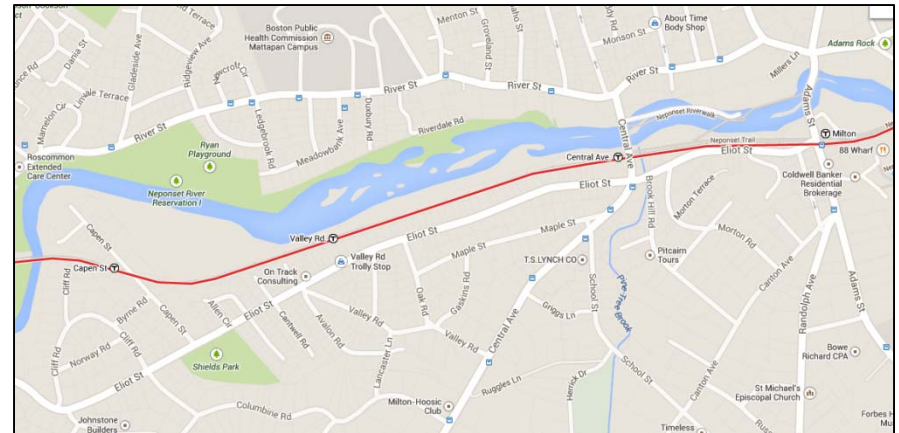 Terrace
Dania St
Gladeside Ave
Ridgeview Ave
Boston Public
Health Commission
Mattapan Campus
Menton St
Groveland St
Monson St
About Time
Body Shop
Adams Rock
Millers Ln
River St
River St
River St
Mamelon Cir
Ledgebrook Rd
Meadowbank Ave
Duxbury Rd
Riverdale Rd
Ryan
Playground
Roscommon
Extended
Care Center
Neponset River
Reservation I
Neponset Riverwalk
Neponset Trail
Adams St
Milton
88 Wharf
Central Ave
Central Ave
Eliot St
Eliot St
Coldwell Banker
Residential
Brokerage
Morton Terrace
Brook Hill Rd
Morton Rd
Capen St
Capen St
Valley Rd
Valley Rd
Trolly Stop
Eliot St
Maple St
Maple St
T.S.LYNCH CO
Pitcairn
Tours
Canton Ave
Randolph Ave
Adams St
On Track
Consulting
Cliff Rd
Byrne Rd
Capen St
Allen Cir
Eliot St
Cantwell Rd
Avalon Rd
Valley Rd
Oak Rd
Gaskins Rd
Valley Rd
Griggs Ln
School St
Pine Tree Brook
Cliff Rd
Norway Rd
Cliff Rd
Shields Park
Lancaster Ln
Central Ave
School St
Canton Ave
Bowe
Richard CPA
Eliot St
Columbine Rd
Ruggles Ln
Herrick Dr
Milton-Hoosic
Club
St Michael's
Episcopal Church
Johnstone
Builders
Timeless
Forbes H
Mu